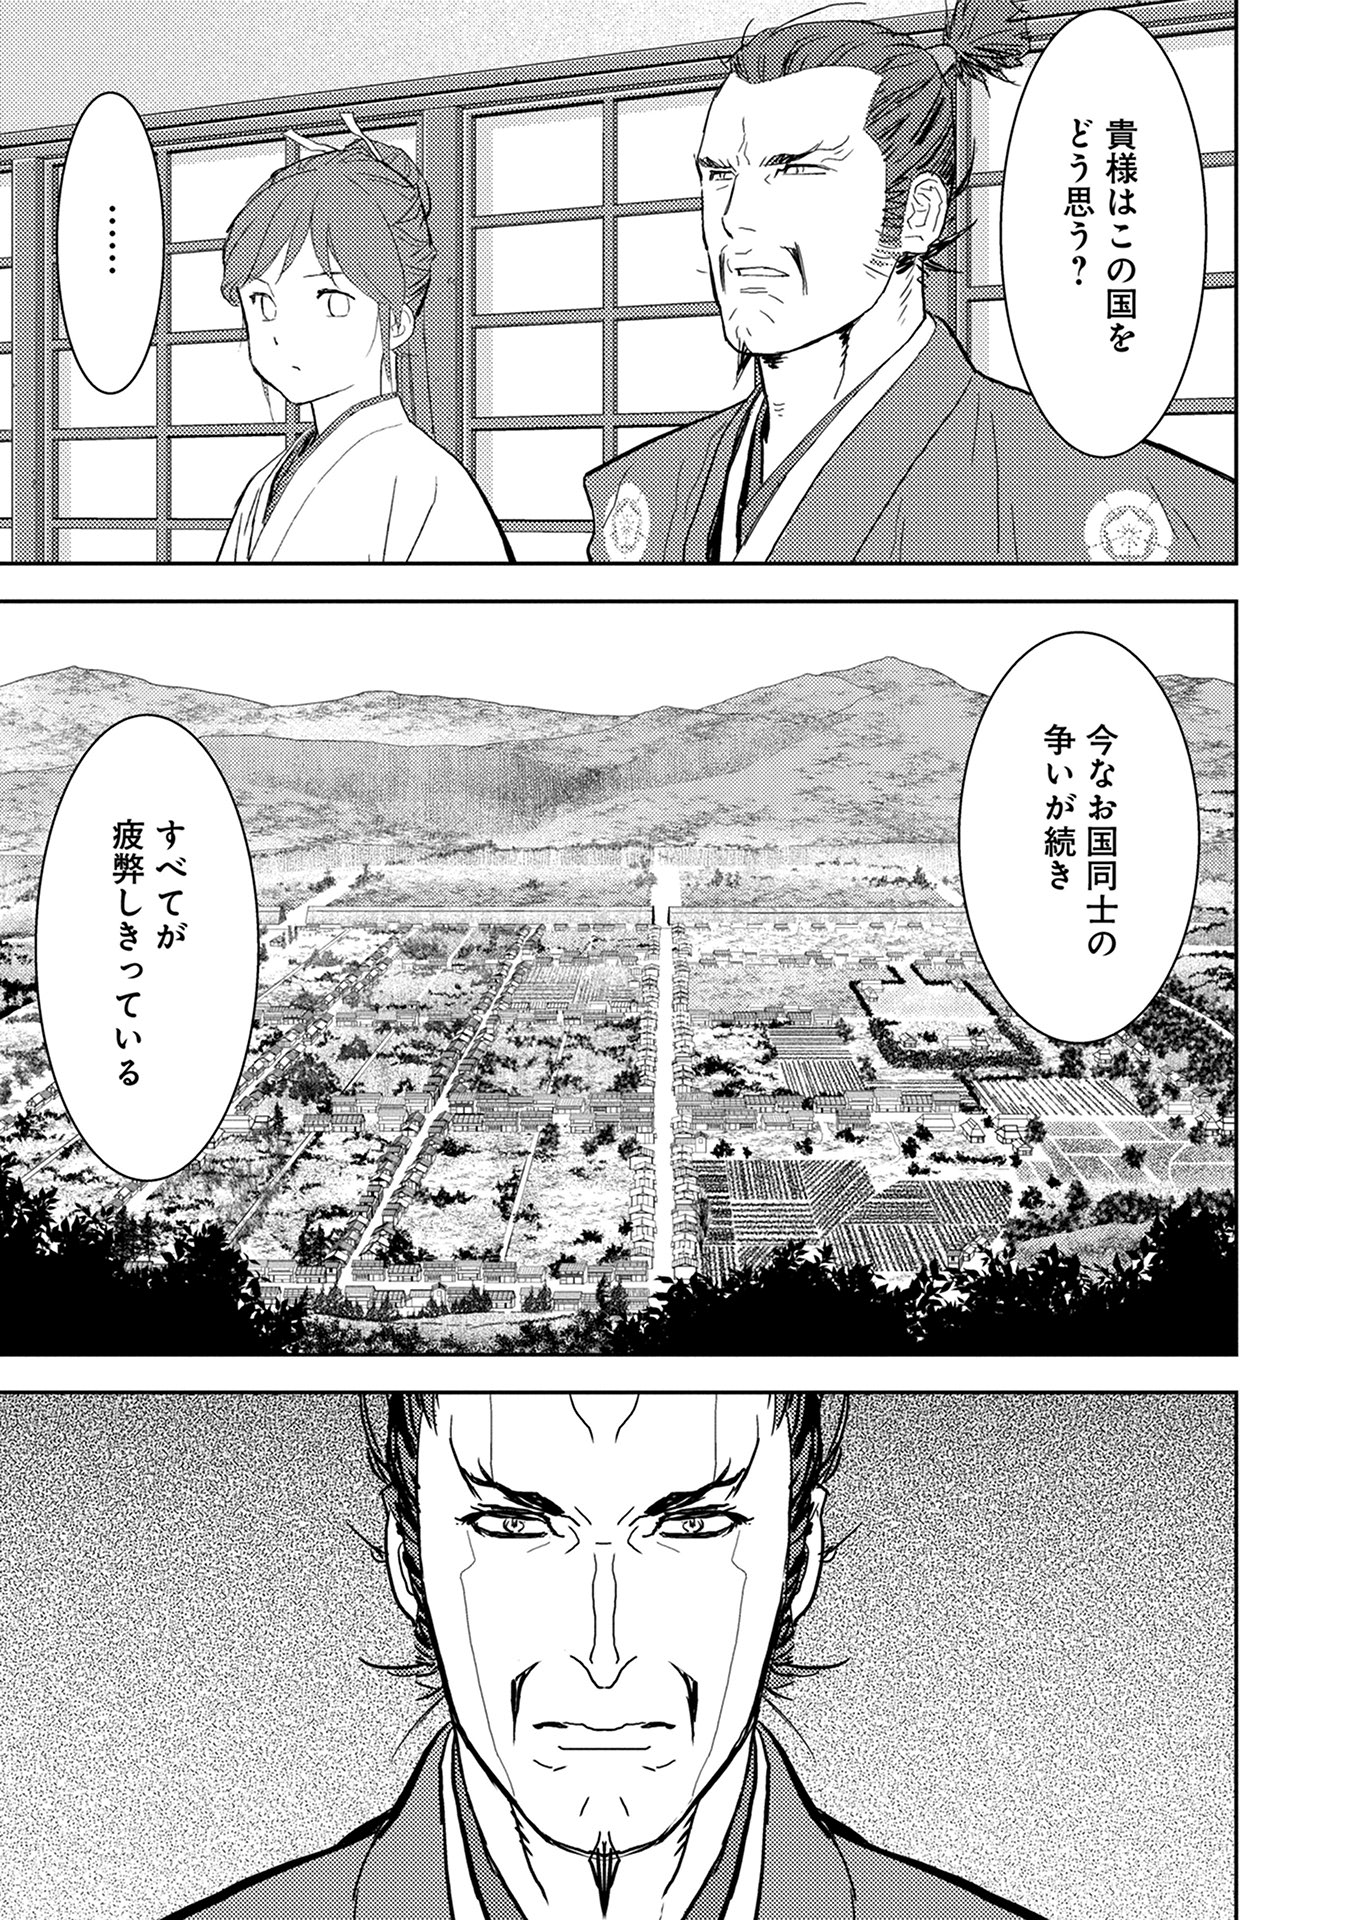 貴様はこの国を
どう思う?
……
今なお国同士の
争いが続き
すべてが
疲弊しきっている